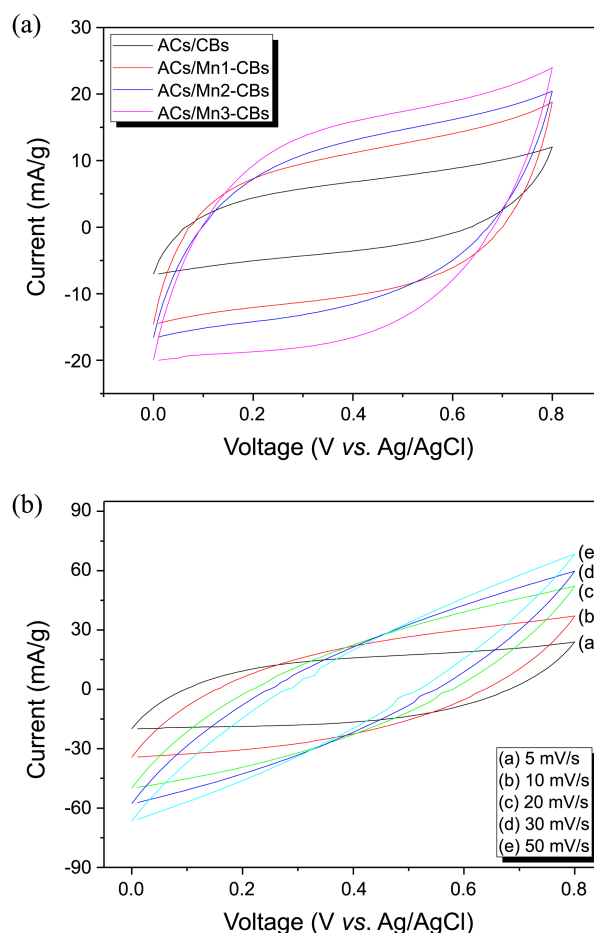 (a)
30
20
10
0
-10
-20
Current (mA/g)
ACs/CBs
ACs/Mn1-CBs
ACs/Mn2-CBs
ACs/Mn3-CBs
0.0 0.2 0.4 0.6 0.8
Voltage (V vs. Ag/AgCl)
(b)
90
60
30
0
-30
-60
-90
Current (mA/g)
(e
(d
(c
(b
(a
(a) 5 mV/s
(b) 10 mV/s
(c) 20 mV/s
(d) 30 mV/s
(e) 50 mV/s
0.0 0.2 0.4 0.6 0.8
Voltage (V vs. Ag/AgCl)